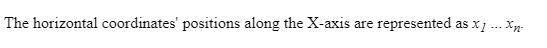 The horizontal coordinates' positions along the X-axis are represented as x1 ... xn.